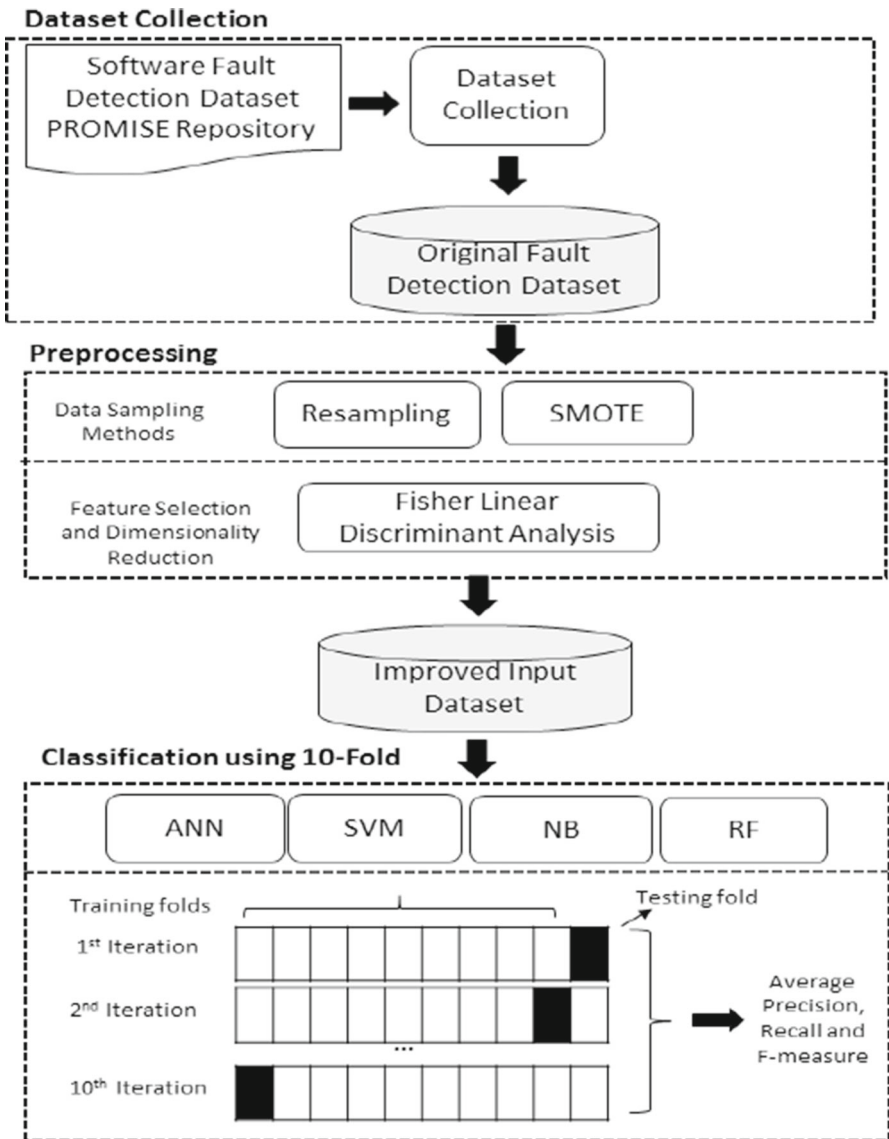 Dataset Collection
Software Fault
Detection Dataset
PROMISE Repository
Dataset
Collection
Original Fault
Detection Dataset
Preprocessing
Data Sampling
Methods
Resampling
SMOTE
Feature Selection
and Dimensionality
Reduction
Fisher Linear
Discriminant Analysis
Improved Input
Dataset
Classification using 10-Fold
ANN
SVM
NB
RF
Training folds
Testing fold
1st Iteration
2nd Iteration
...
10th Iteration
Average
Precision,
Recall and
F-measure